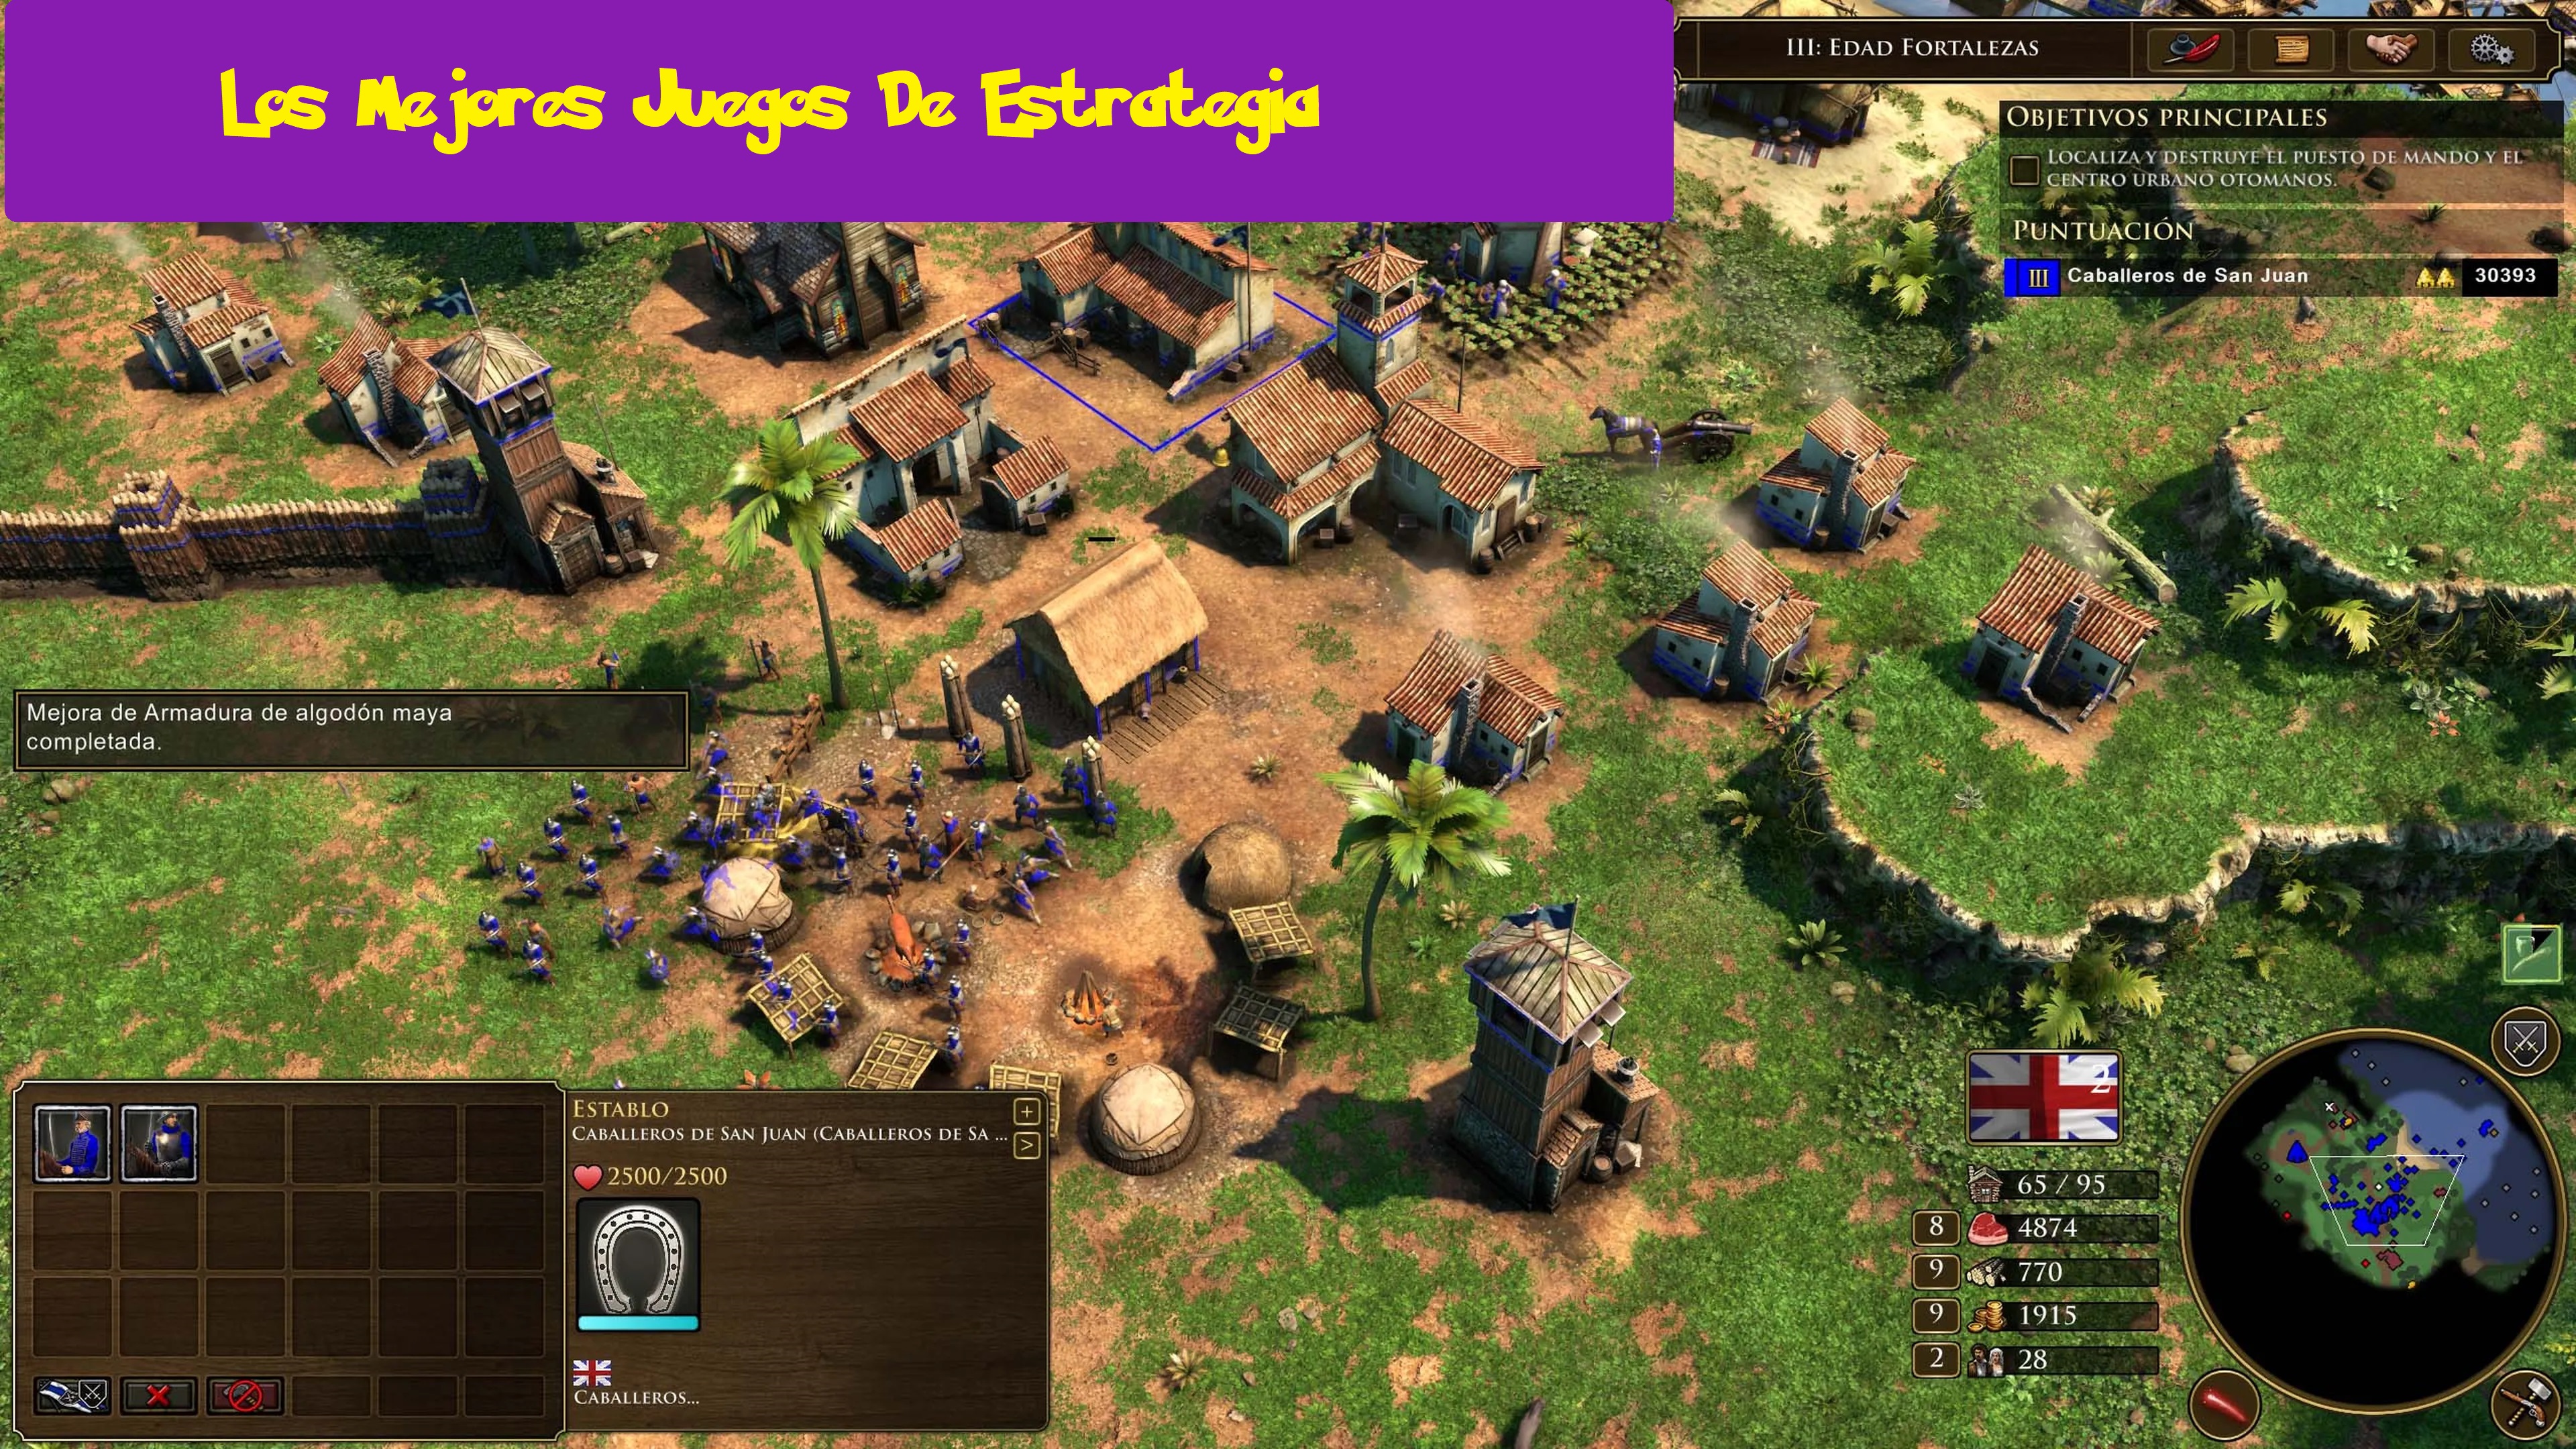 Los Mejores Juegos De Estrategia
III: Edad Fortalezas
Objetivos principales
Localiza y destruye el puesto de mando y el
centro urbano otomanos.
Puntuación
III Caballeros de San Juan 30393
Mejora de Armadura de algodón maya
completada.
Establo
Caballeros de San Juan (Caballeros de Sa ...
2500/2500
Caballeros...
2
65 / 95
8 4874
9 770
9 1915
2 28